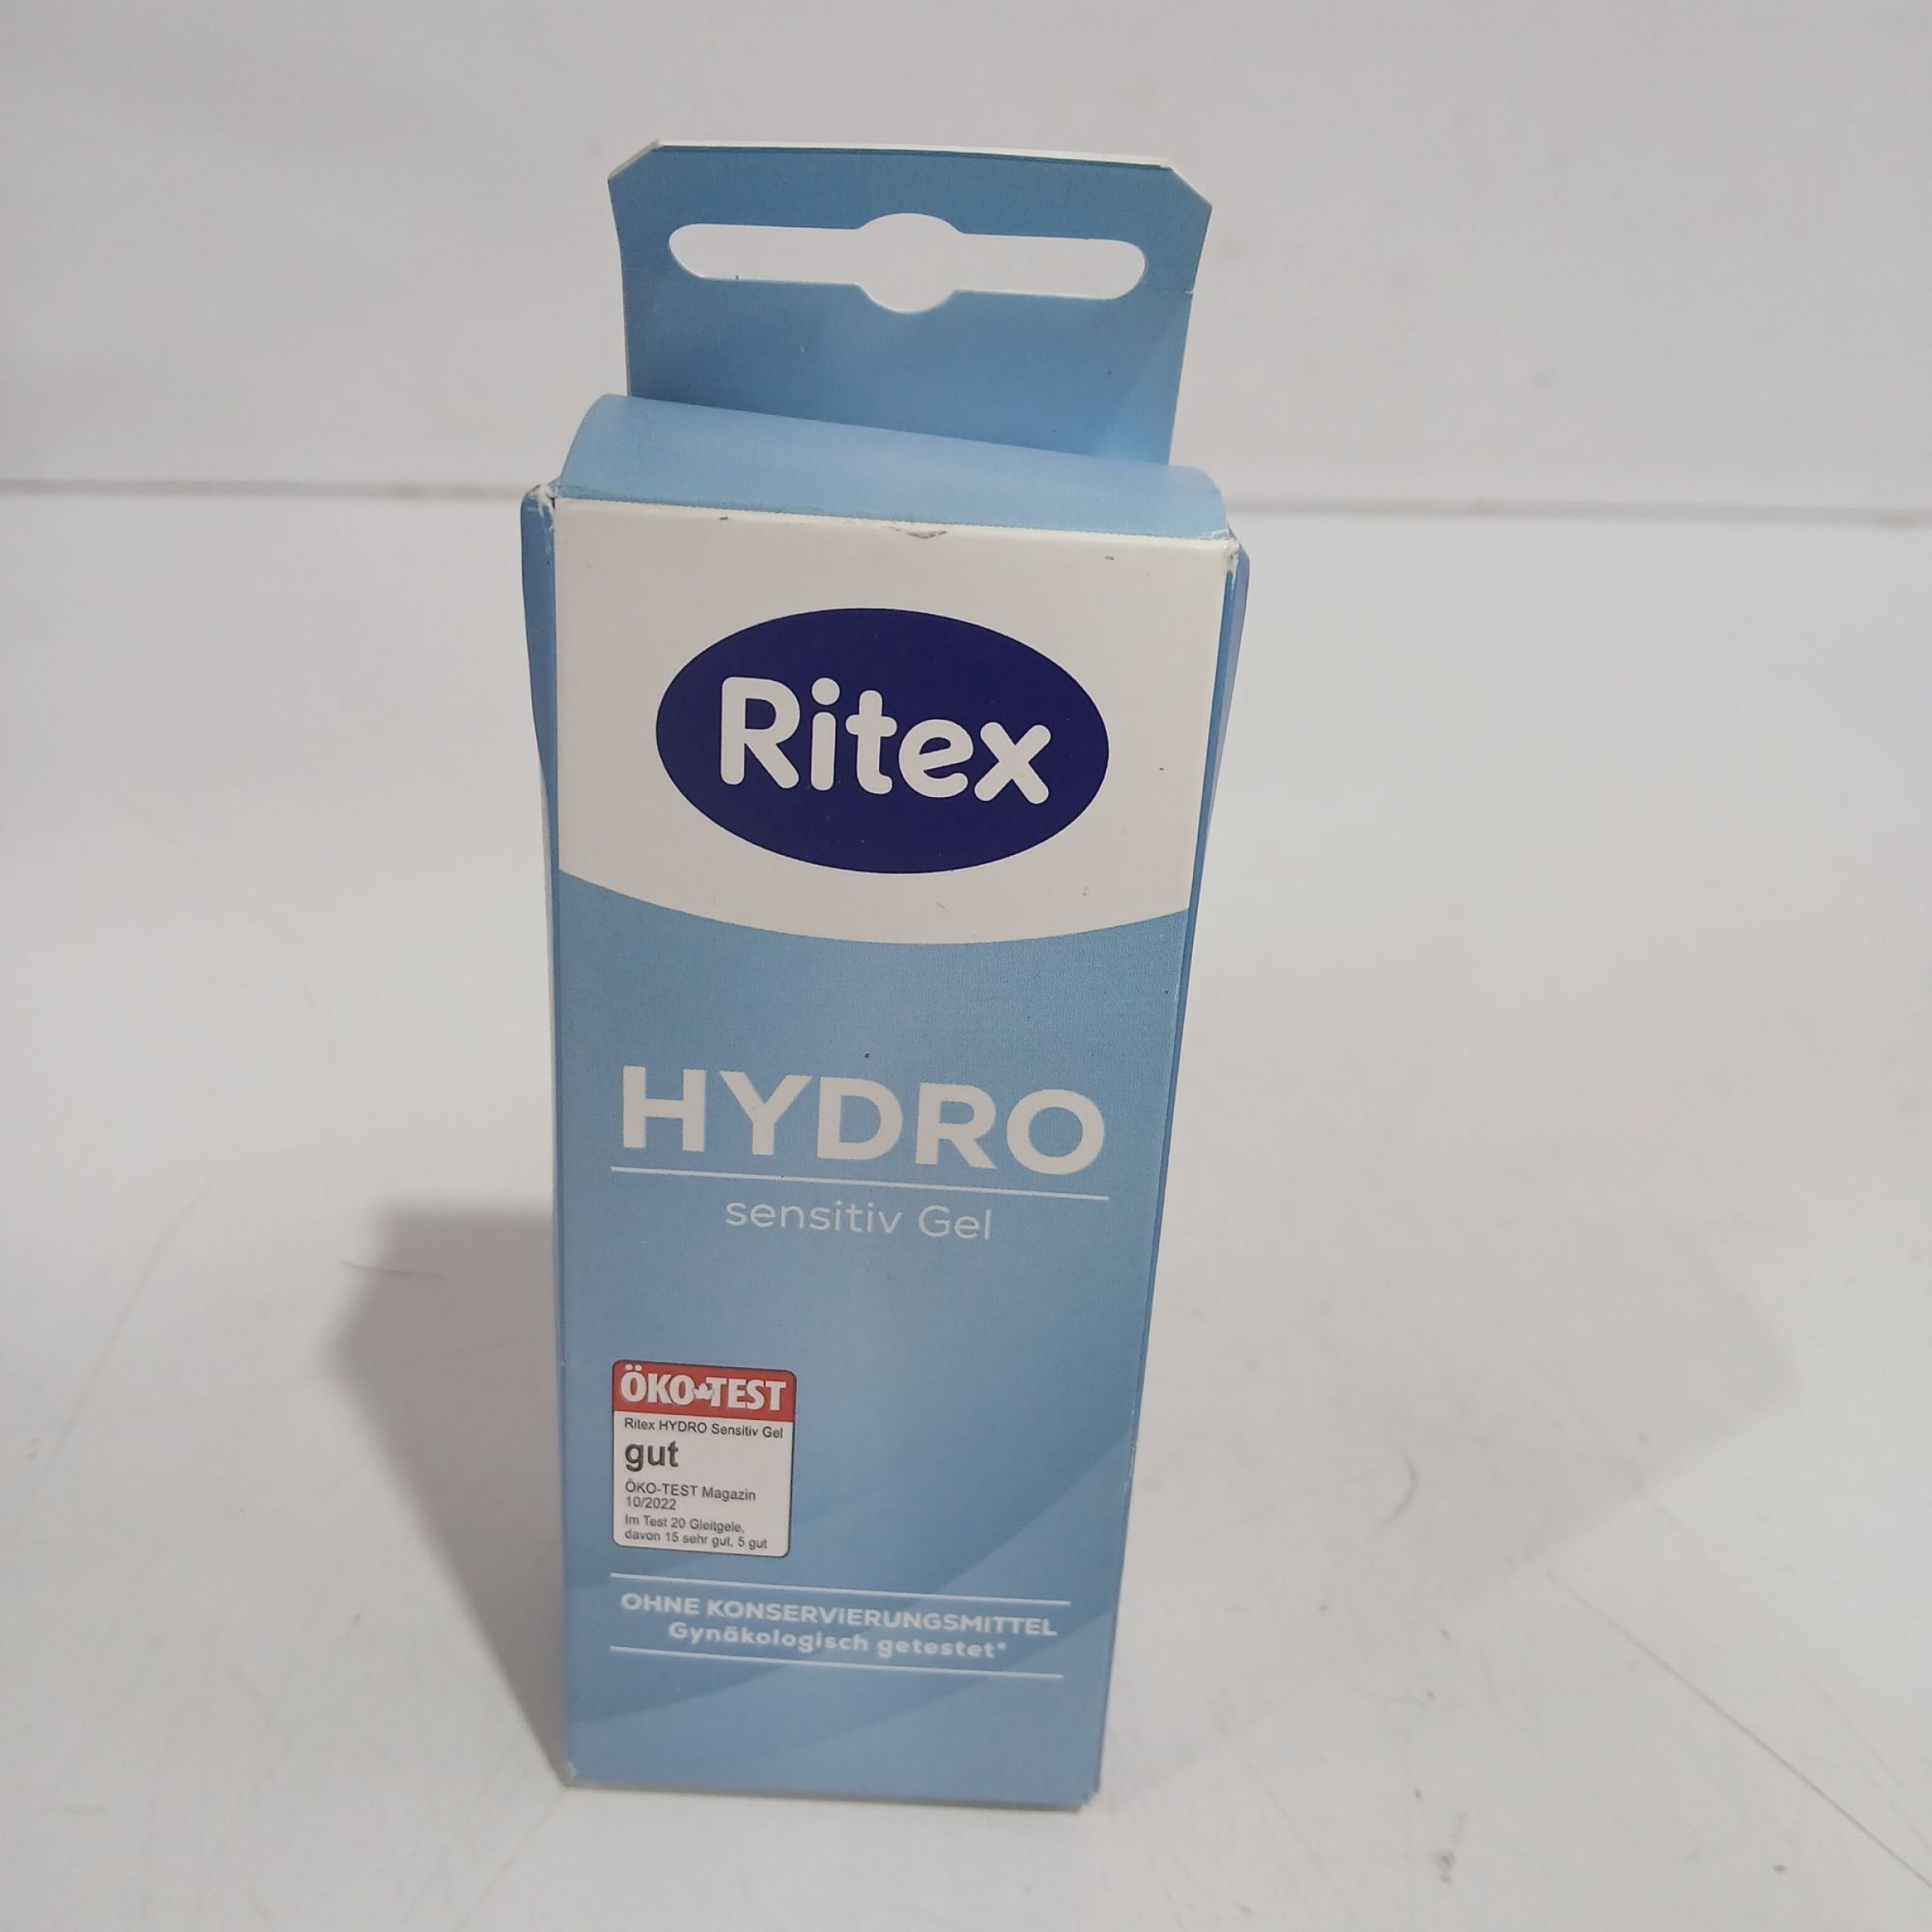 Ritex
HYDRO
sensitiv Gel
ÖKO-TEST
Ritex HYDRO Sensitiv Gel
gut
ÖKO-TEST Magazin
10/2022
Im Test 20 Gleitgele,
davon 15 sehr gut, 5 gut
OHNE KONSERVIERUNGSMITTEL
Gynäkologisch getestet*